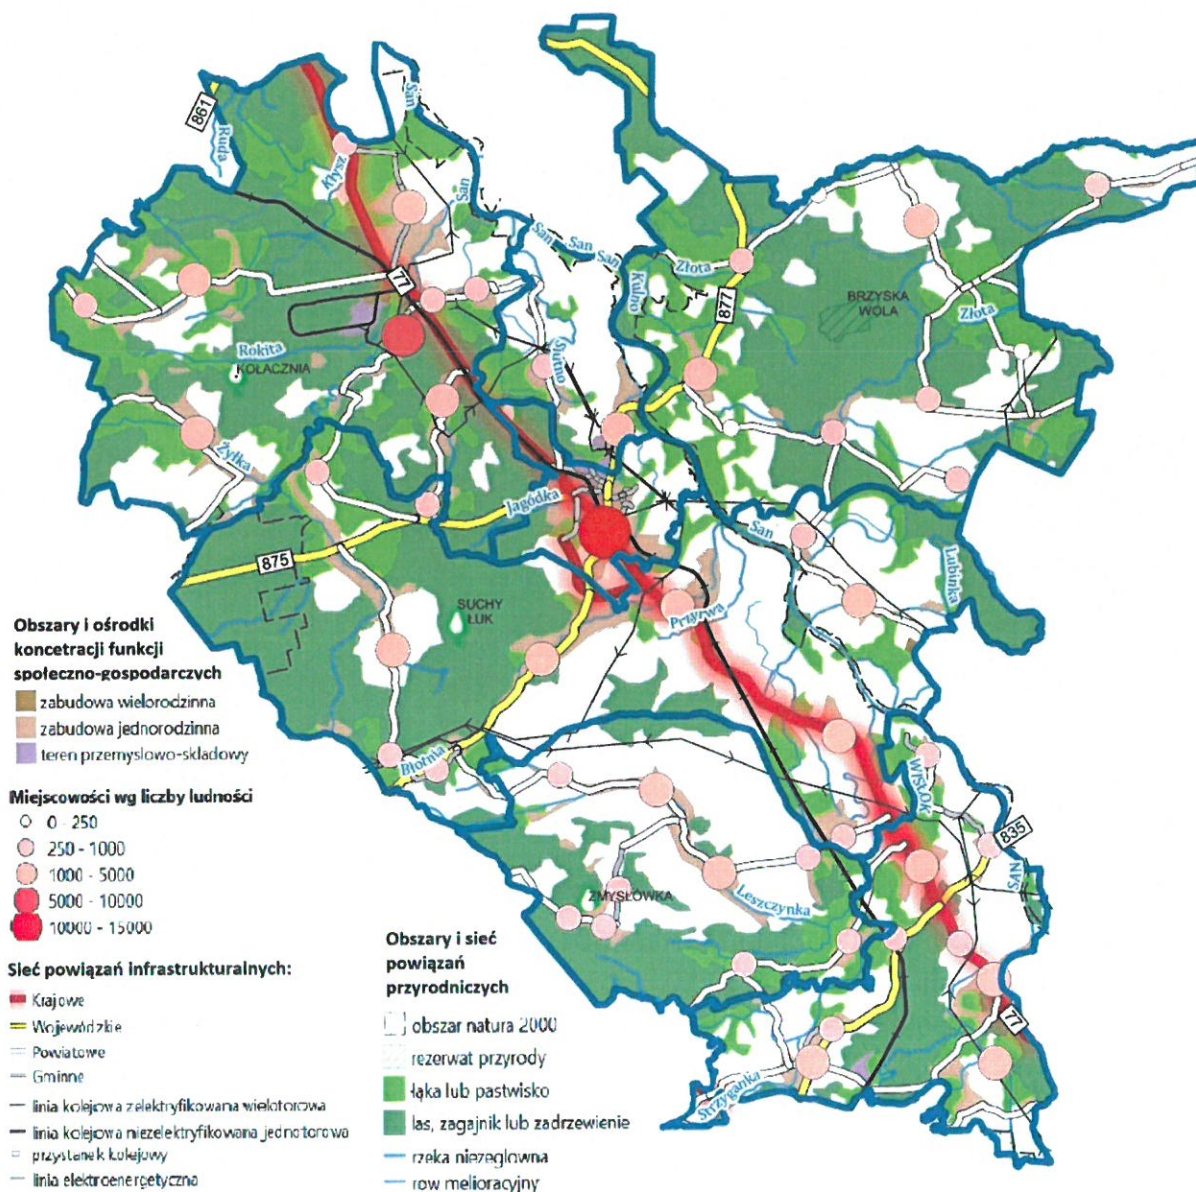 861
Ruda
San
Kłysz
San
77
San
San
San
Kulno
Złota
877
BRZYSKA
WOLA
Złota
Rokita
KOŁACZNIA
Słutno
Żyłka
Jagódka
875
San
Lubinka
SUCHY
ŁUK
Przyrwa
Błotnia
WISŁOK
835
SAN
ZMYSŁÓWKA
Leszczynka
77
Strzyganka
Obszary i ośrodki
koncetracji funkcji
społeczno-gospodarczych
zabudowa wielorodzinna
zabudowa jednorodzinna
teren przemysłowo-składowy
Miejscowości wg liczby ludności
0 - 250
250 - 1000
1000 - 5000
5000 - 10000
10000 - 15000
Sieć powiązań infrastrukturalnych:
Krajowe
Wojewódzkie
Powiatowe
Gminne
linia kolejowa zelektryfikowana wielotorowa
linia kolejowa niezelektryfikowana jednotorowa
przystanek kolejowy
linia elektroenergetyczna
Obszary i sieć
powiązań
przyrodniczych
obszar natura 2000
rezerwat przyrody
łąka lub pastwisko
las, zagajnik lub zadrzewienie
rzeka nieżeglowna
row melioracyjny